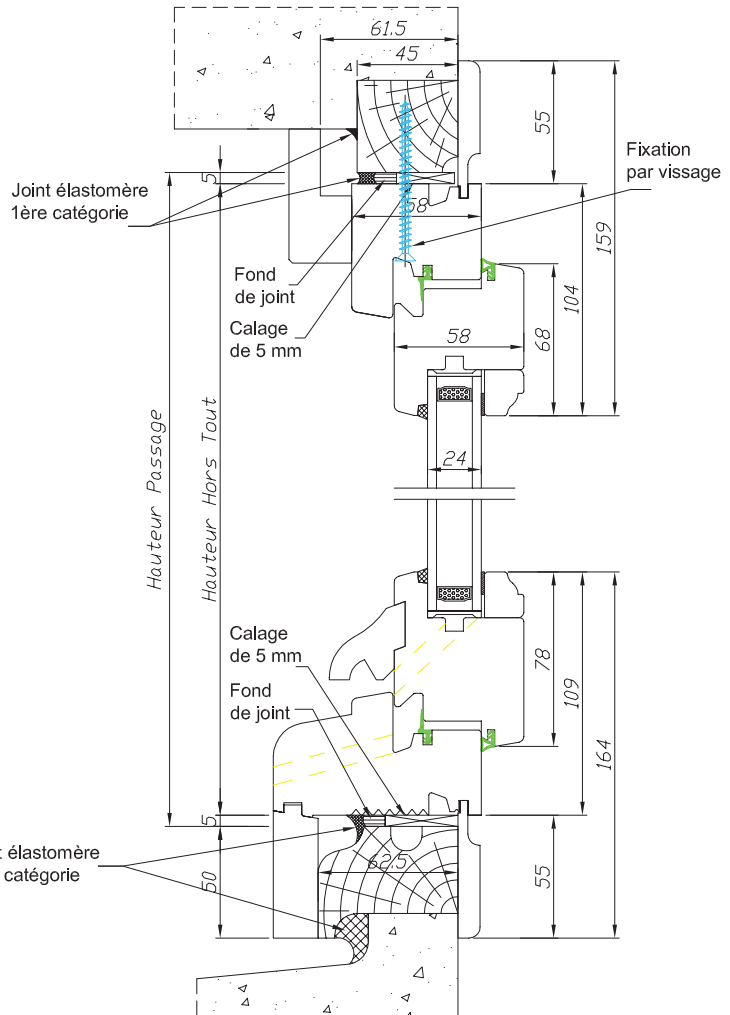 61.5
45
55
5
Joint élastomère
1ère catégorie
Fixation
par vissage
58
159
104
Fond
de joint
Calage
de 5 mm
58
68
24
Hauteur Passage
Hauteur Hors Tout
Calage
de 5 mm
Fond
de joint
78
109
164
5
t élastomère
catégorie
50
62.5
55